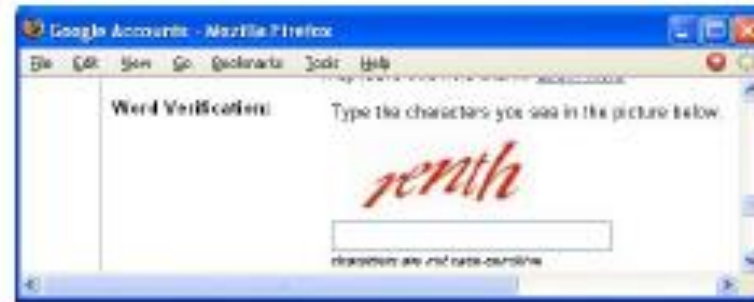 Google Accounts - Mozilla Firefox
File Edit View Go Bookmarks Tools Help
Word Verification:
Type the characters you see in the picture below.
renth
characters are not case-sensitive